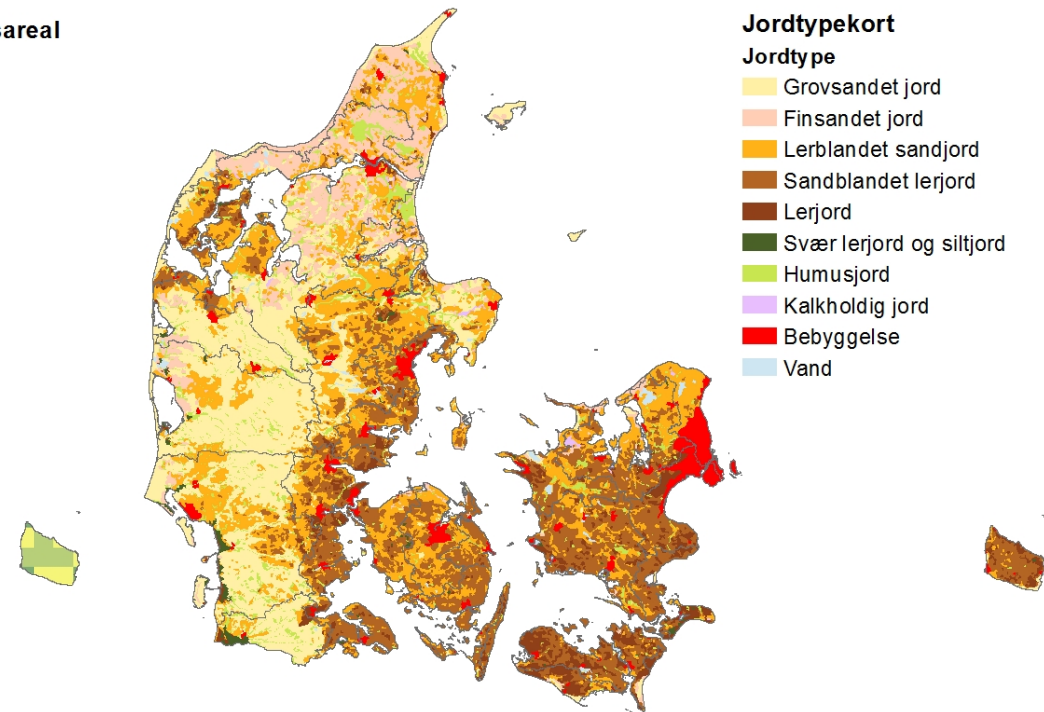 Jordtypekort
Jordtype
Grovsandet jord
Finsandet jord
Lerblandet sandjord
Sandblandet lerjord
Lerjord
Svær lerjord og siltjord
Humusjord
Kalkholdig jord
Bebyggelse
Vand